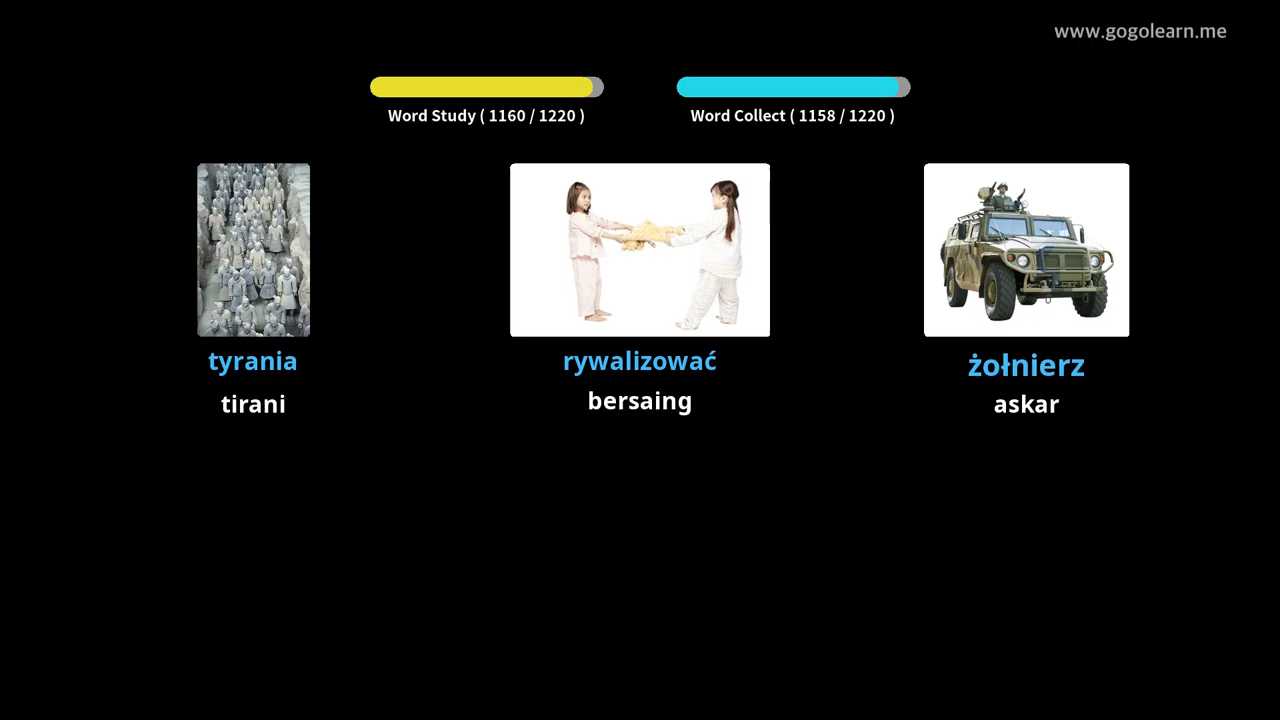 www.gogolearn.me
Word Study ( 1160 / 1220 )
Word Collect ( 1158 / 1220 )
tyrania
rywalizować
żołnierz
tirani
bersaing
askar